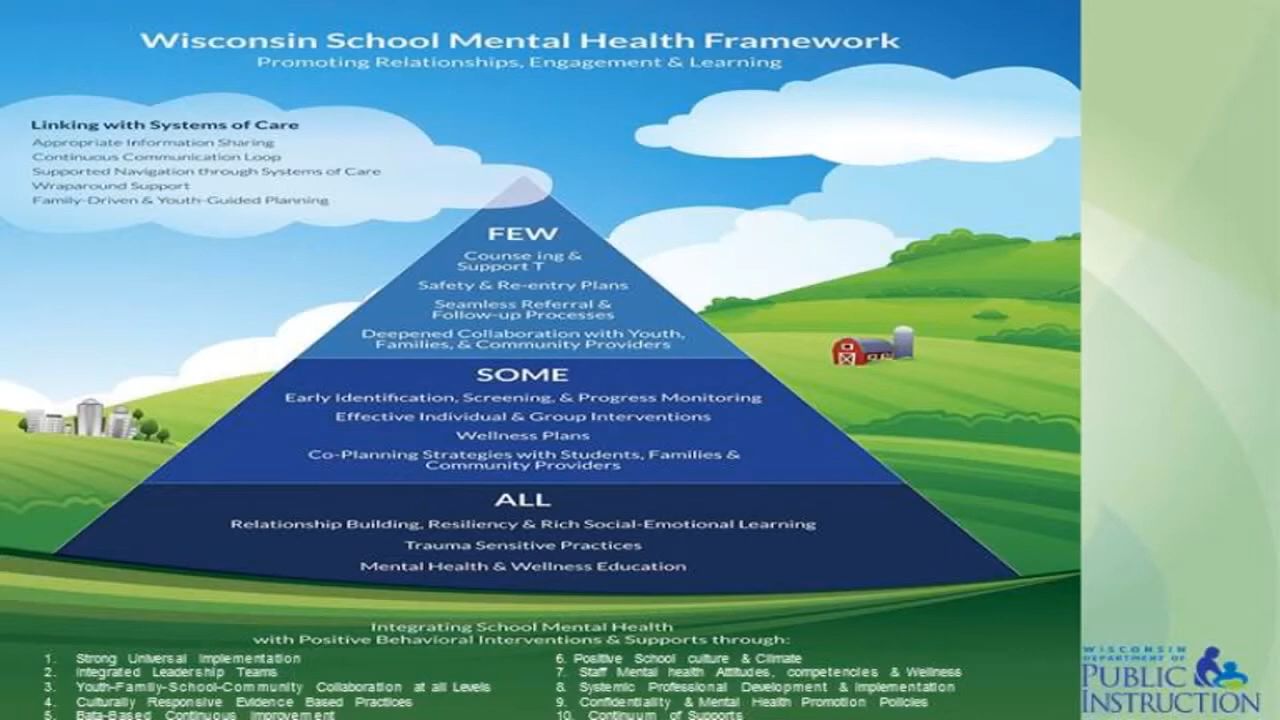 Wisconsin School Mental Health Framework
Promoting Relationships, Engagement & Learning
Linking with Systems of Care
Appropriate Information Sharing
Continuous Communication Loop
Supported Navigation through Systems of Care
Wraparound Support
Family-Driven & Youth-Guided Planning
FEW
Counse ing &
Support T
Safety & Re-entry Plans
Seamless Referral &
Follow-up Processes
Deepened Collaboration with Youth,
Families, & Community Providers
SOME
Early Identification, Screening, & Progress Monitoring
Effective Individual & Group Interventions
Wellness Plans
Co-Planning Strategies with Students, Families &
Community Providers
ALL
Relationship Building, Resiliency & Rich Social-Emotional Learning
Trauma Sensitive Practices
Mental Health & Wellness Education
Integrating School Mental Health
with Positive Behavioral Interventions & Supports through:
1. Strong Universal Implementation
2. Integrated Leadership Teams
3. Youth-Family-School-Community Collaboration at all Levels
4. Culturally Responsive Evidence Based Practices
5. Data-Based Continuous Improvement
6. Positive School culture & Climate
7. Staff Mental health Attitudes, competencies & Wellness
8. Systemic Professional Development & Implementation
9. Confidentiality & Mental Health Promotion Policies
10. Continuum of Supports
WISCONSIN
DEPARTMENT OF
PUBLIC
INSTRUCTION